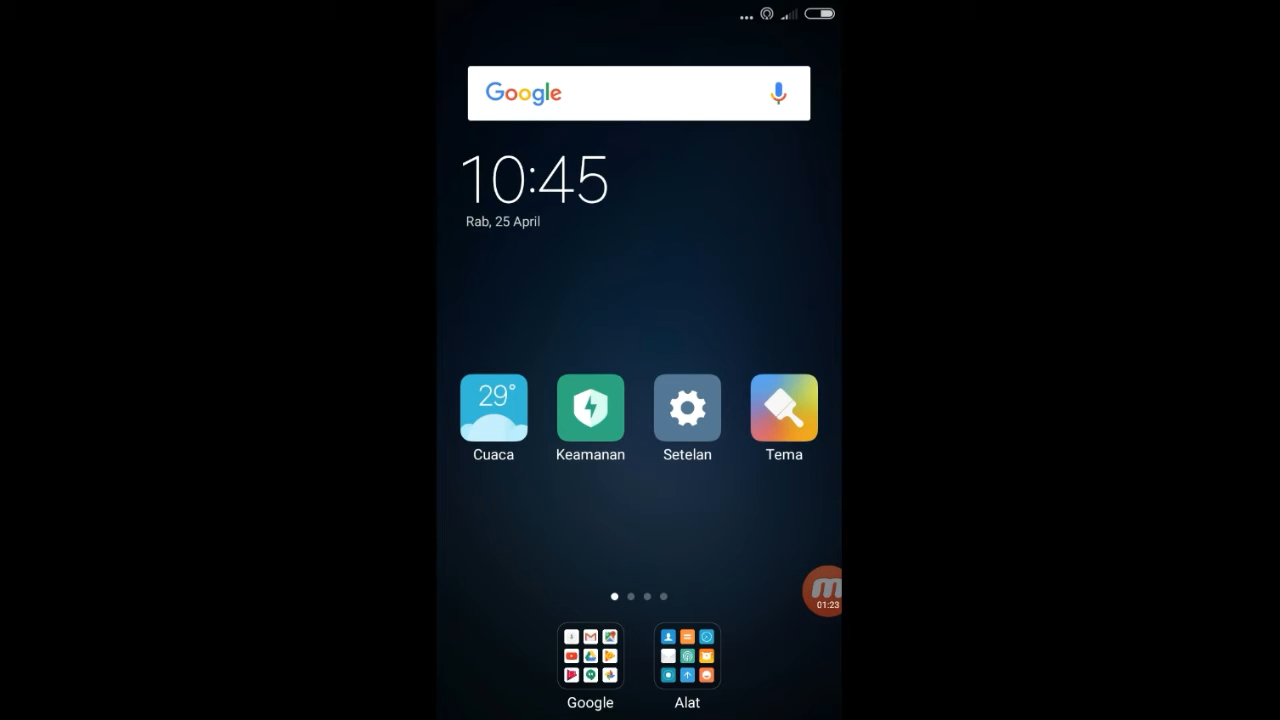 Google
10:45
Rab, 25 April
29°
Cuaca
Keamanan
Setelan
Tema
01:23
Google
Alat